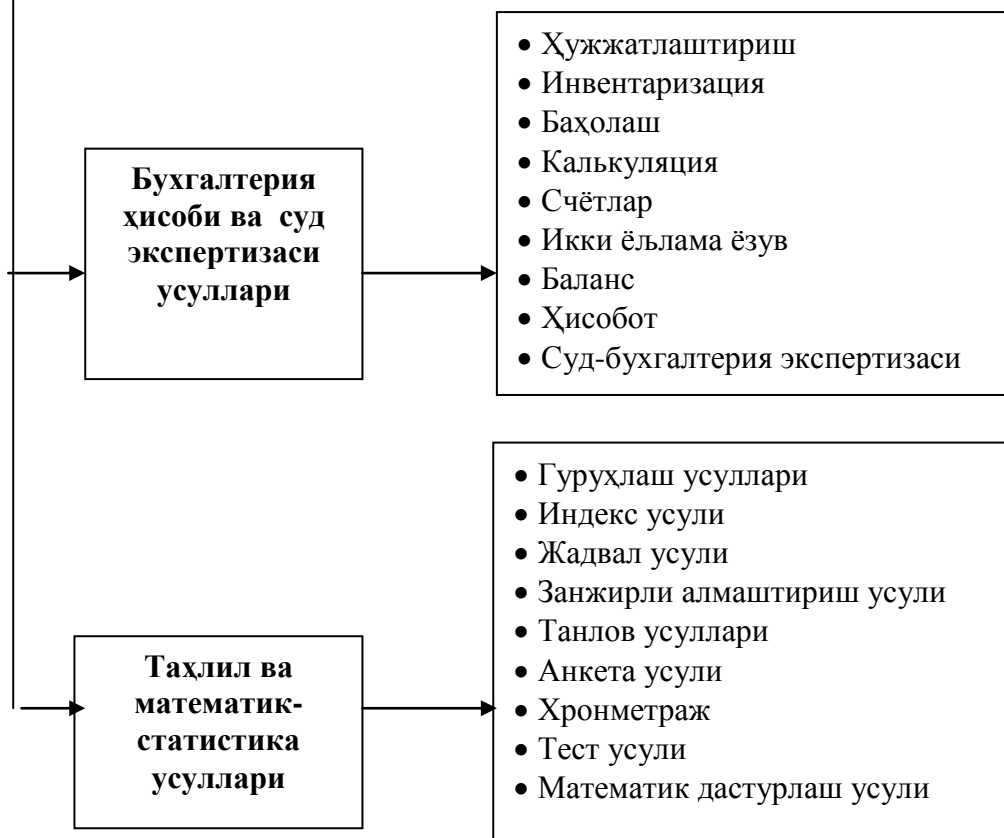 Бухгалтерия
ҳисоби ва суд
экспертизаси
усуллари
• Ҳужжатлаштириш
• Инвентаризация
• Баҳолаш
• Калькуляция
• Счётлар
• Икки ёљлама ёзув
• Баланс
• Ҳисобот
• Суд-бухгалтерия экспертизаси
Таҳлил ва
математик-
статистика
усуллари
• Гуруҳлаш усуллари
• Индекс усули
• Жадвал усули
• Занжирли алмаштириш усули
• Танлов усуллари
• Анкета усули
• Хронметраж
• Тест усули
• Математик дастурлаш усули